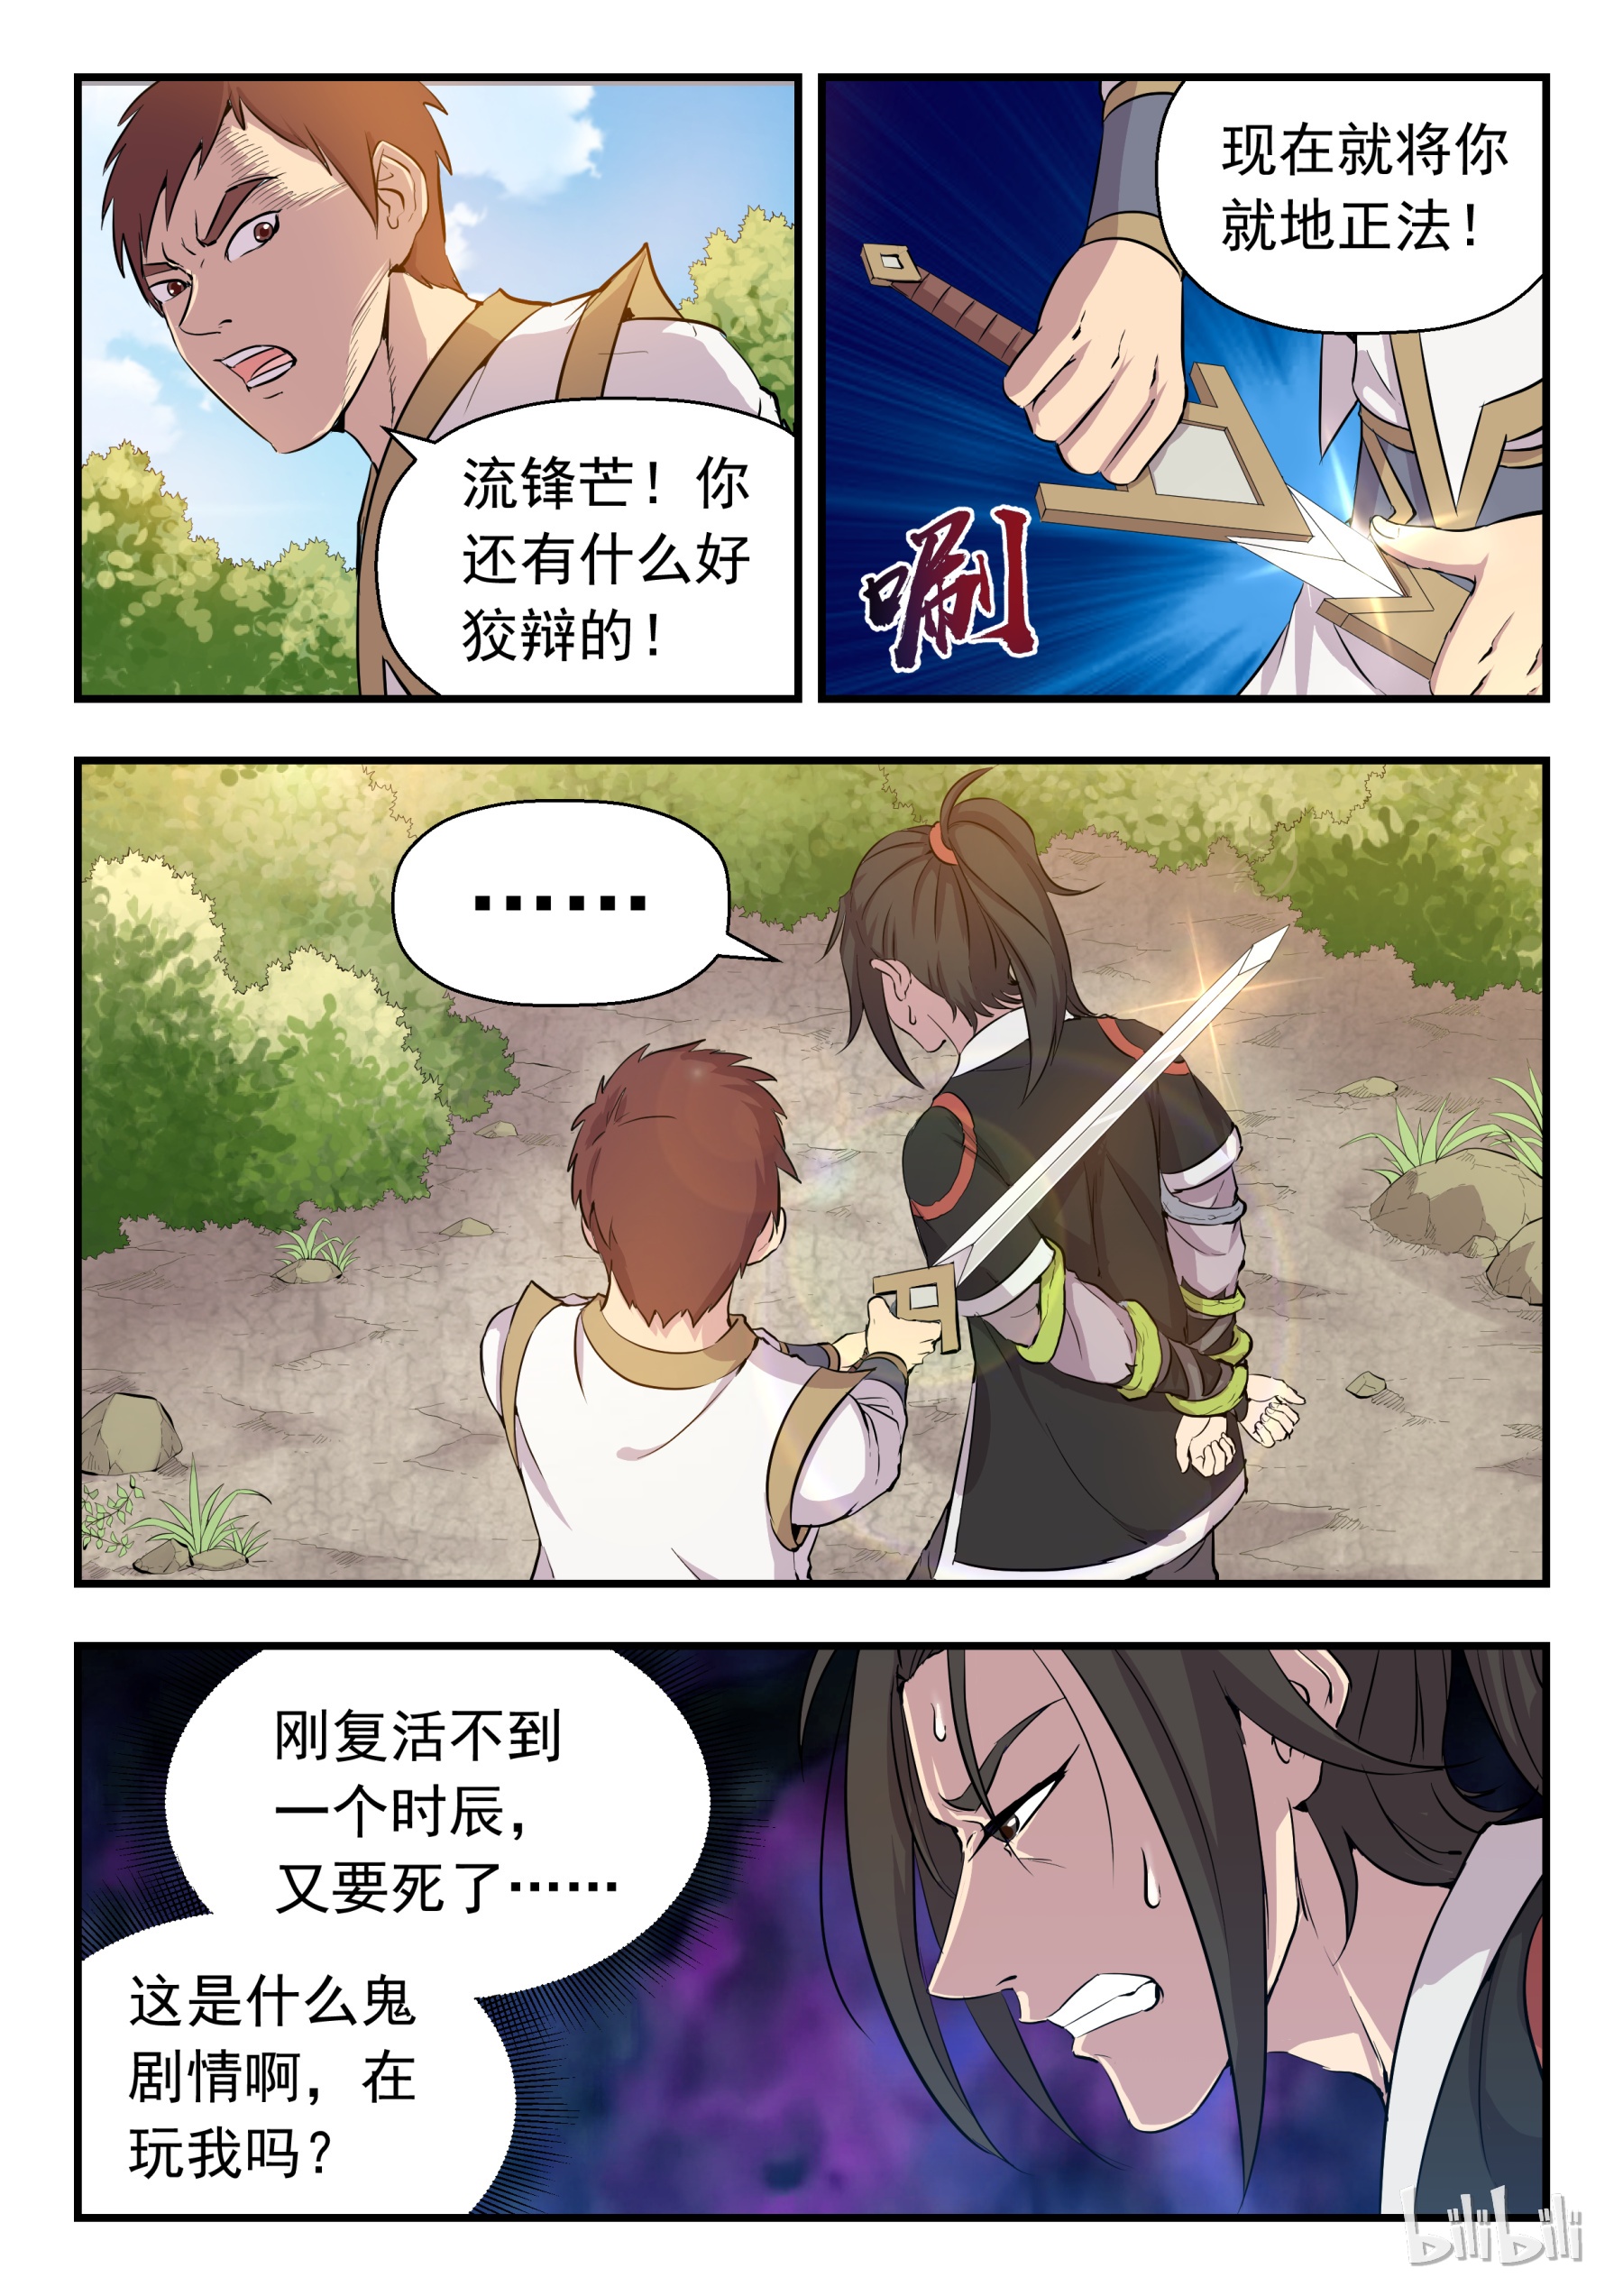 流锋芒！你
还有什么好
狡辩的！
现在就将你
就地正法！
唰
……
刚复活不到
一个时辰，
又要死了……
这是什么鬼
剧情啊，在
玩我吗？
bilibili